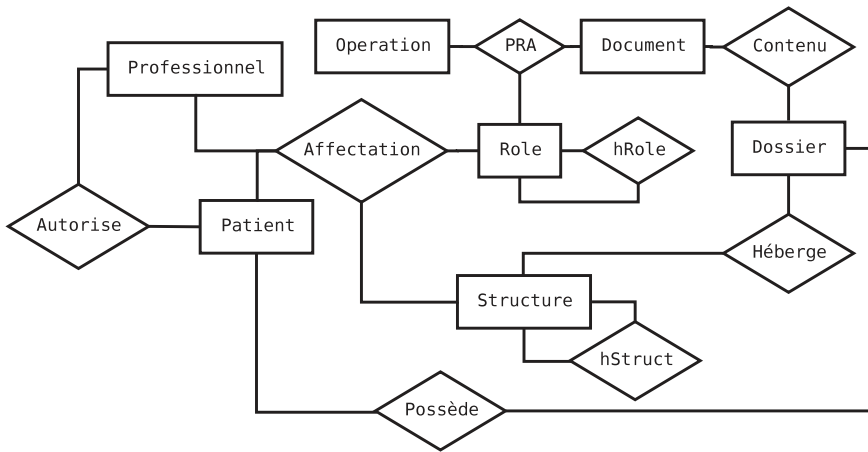 Operation
PRA
Document
Contenu
Professionnel
Affectation
Role
hRole
Dossier
Autorise
Patient
Héberge
Structure
hStruct
Possède